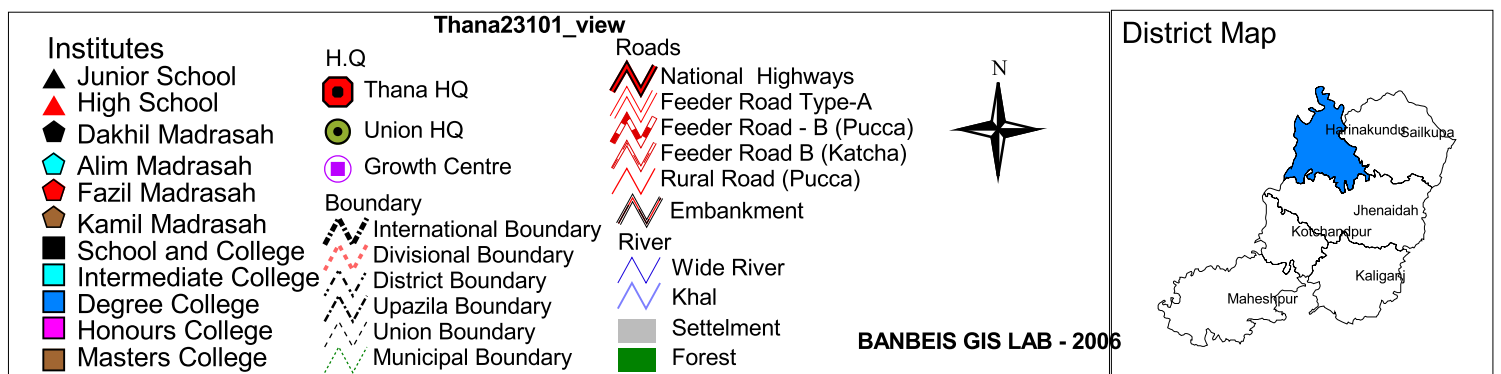 Thana23101_view
Institutes
Junior School
High School
Dakhil Madrasah
Alim Madrasah
Fazil Madrasah
Kamil Madrasah
School and College
Intermediate College
Degree College
Honours College
Masters College
H.Q
Thana HQ
Union HQ
Growth Centre
Boundary
International Boundary
Divisional Boundary
District Boundary
Upazila Boundary
Union Boundary
Municipal Boundary
Roads
National Highways
Feeder Road Type-A
Feeder Road - B (Pucca)
Feeder Road B (Katcha)
Rural Road (Pucca)
Embankment
River
Wide River
Khal
Settelment
Forest
N
BANBEIS GIS LAB - 2006
District Map
Harinakundu
Sailkupa
Jhenaidah
Kotchandpur
Kaliganj
Maheshpur